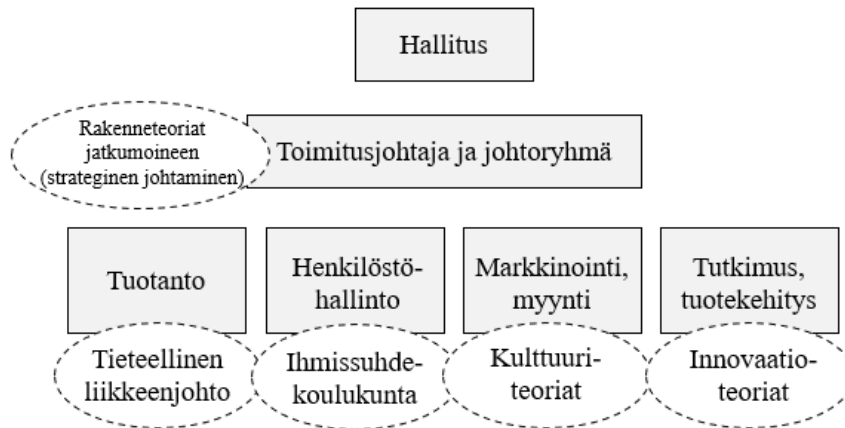 Hallitus
Rakenneteoriat
jatkumoineen
(strateginen johtaminen)
Toimitusjohtaja ja johtoryhmä
Tuotanto
Henkilöstö-
hallinto
Markkinointi,
myynti
Tutkimus,
tuotekehitys
Tieteellinen
liikkeenjohto
Ihmissuhde-
koulukunta
Kulttuuri-
teoriat
Innovaatio-
teoriat